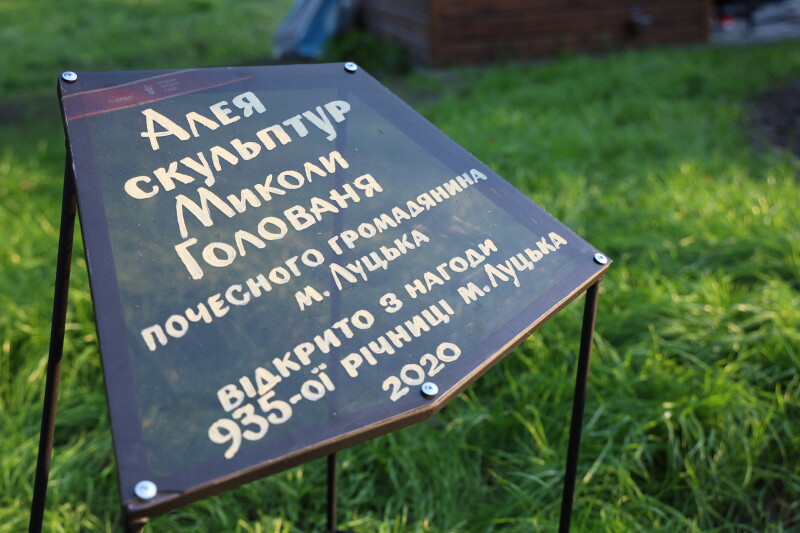 Алея
скульптур
Миколи
Голованя
почесного громадянина
м. Луцька
Відкрито з нагоди
935-ої річниці м. Луцька
2020